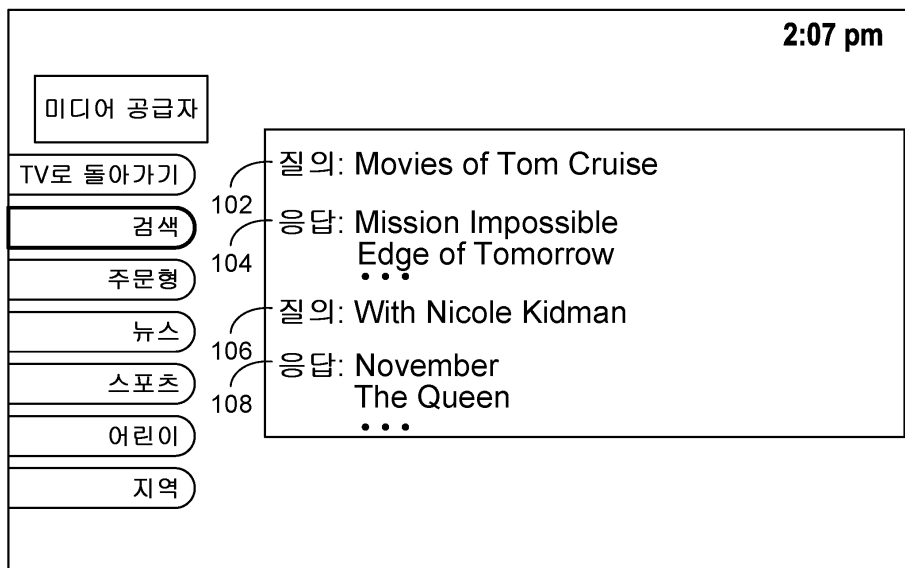 2:07 pm
미디어 공급자
TV로 돌아가기
검색
주문형
뉴스
스포츠
어린이
지역
102
질의: Movies of Tom Cruise
104
응답: Mission Impossible
Edge of Tomorrow
• • •
106
질의: With Nicole Kidman
108
응답: November
The Queen
• • •